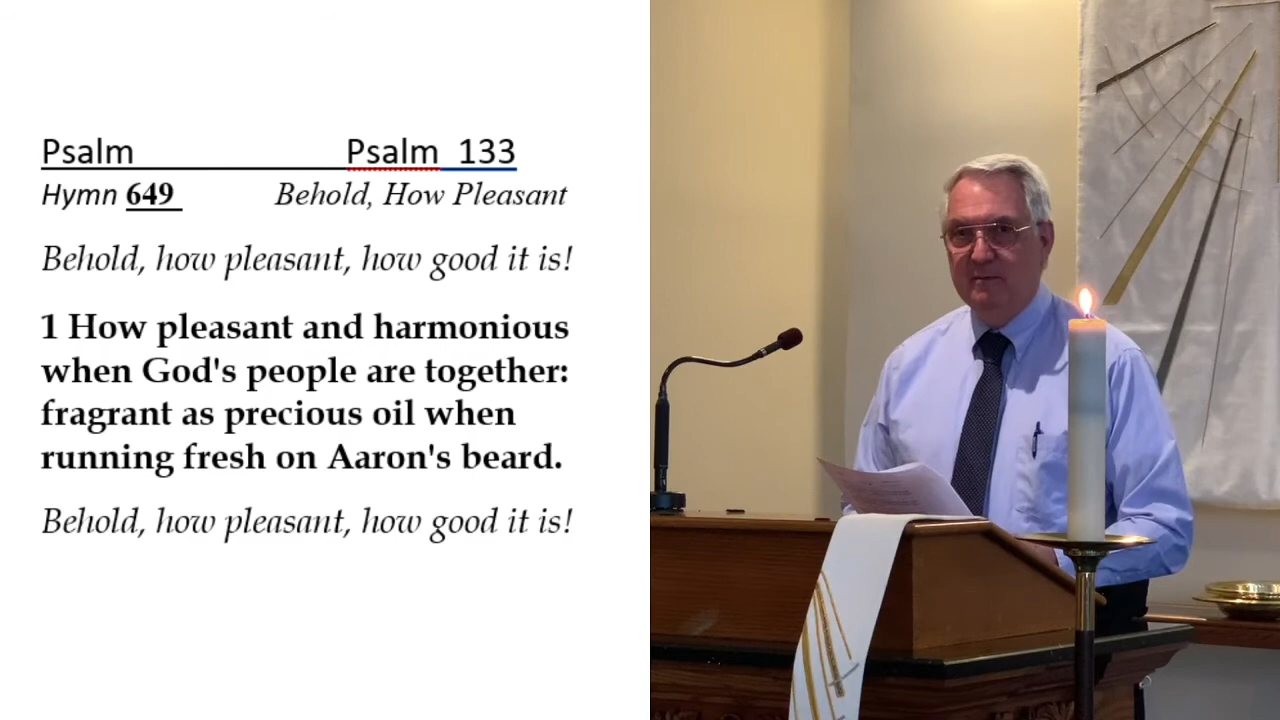 Psalm Psalm 133
Hymn 649 Behold, How Pleasant
Behold, how pleasant, how good it is!
1 How pleasant and harmonious
when God's people are together:
fragrant as precious oil when
running fresh on Aaron's beard.
Behold, how pleasant, how good it is!